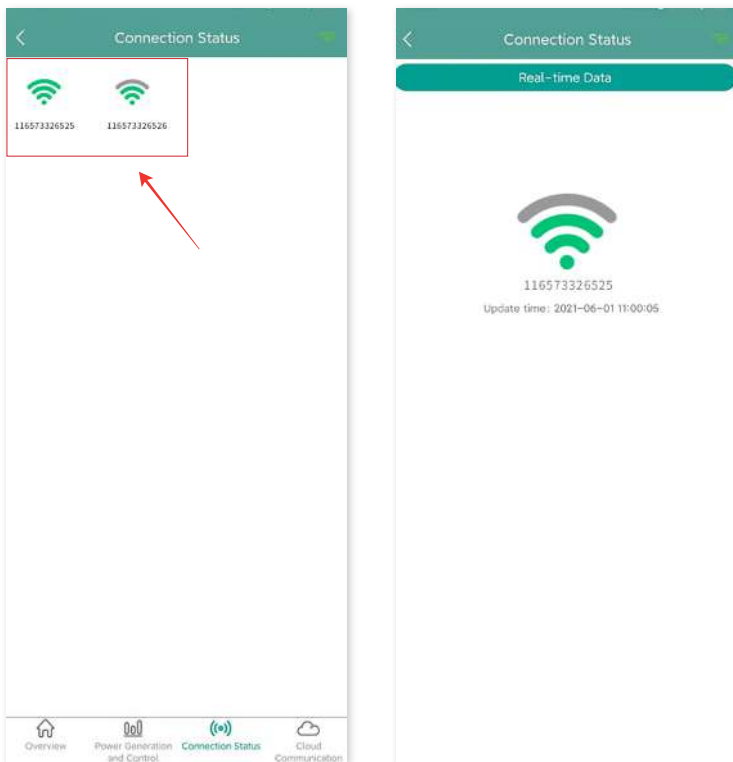 Connection Status
116573326525
116573326526
Overview
Power Generation
and Control
Connection Status
Cloud
Communication
Connection Status
Real-time Data
116573326525
Update time: 2021-06-01 11:00:05